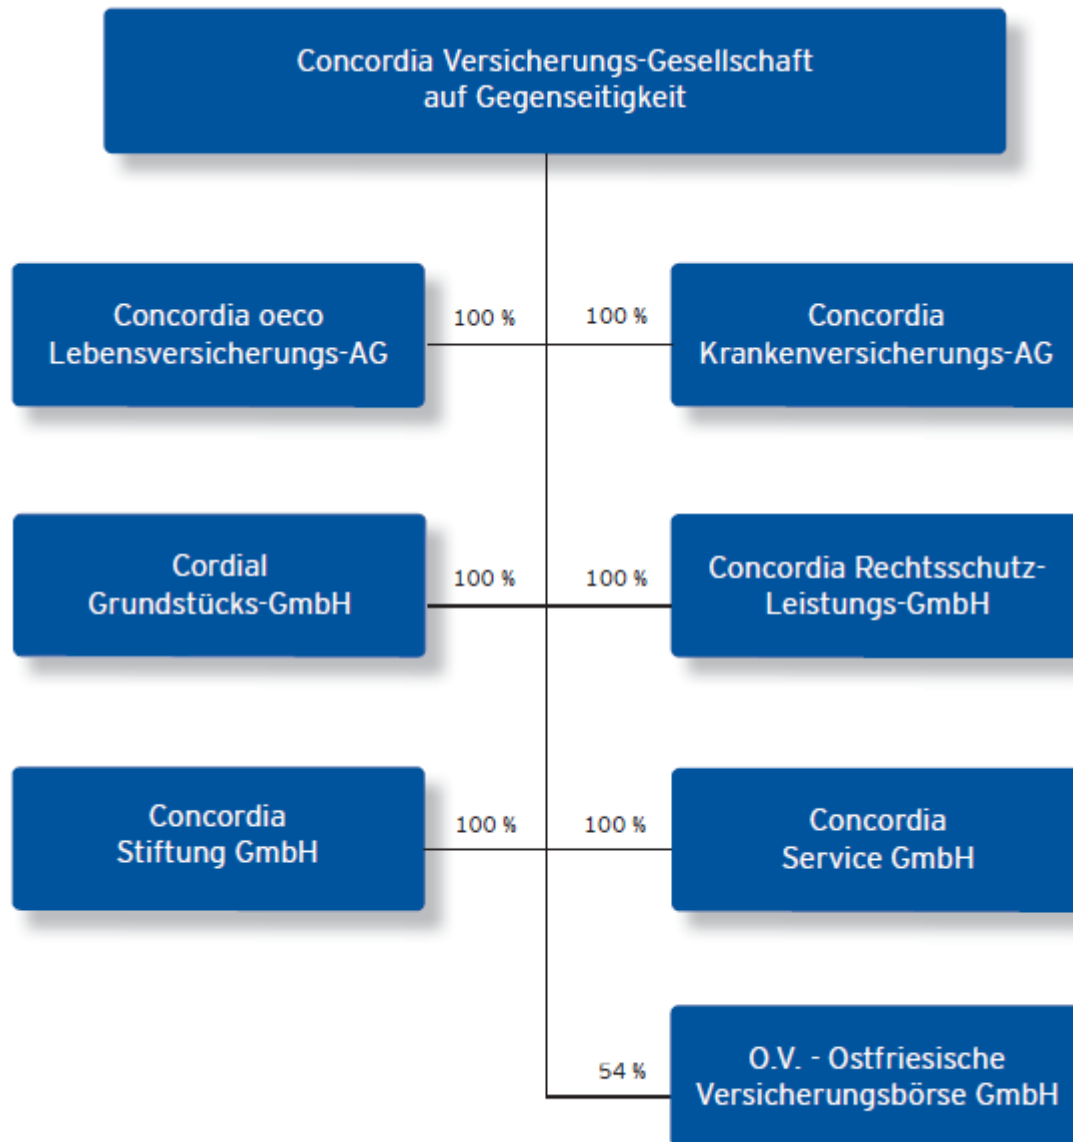 Concordia Versicherungs-Gesellschaft
auf Gegenseitigkeit
Concordia oeco
Lebensversicherungs-AG
100 %
100 %
Concordia
Krankenversicherungs-AG
Cordial
Grundstücks-GmbH
100 %
100 %
Concordia Rechtsschutz-
Leistungs-GmbH
Concordia
Stiftung GmbH
100 %
100 %
Concordia
Service GmbH
54 %
O.V. - Ostfriesische
Versicherungsbörse GmbH